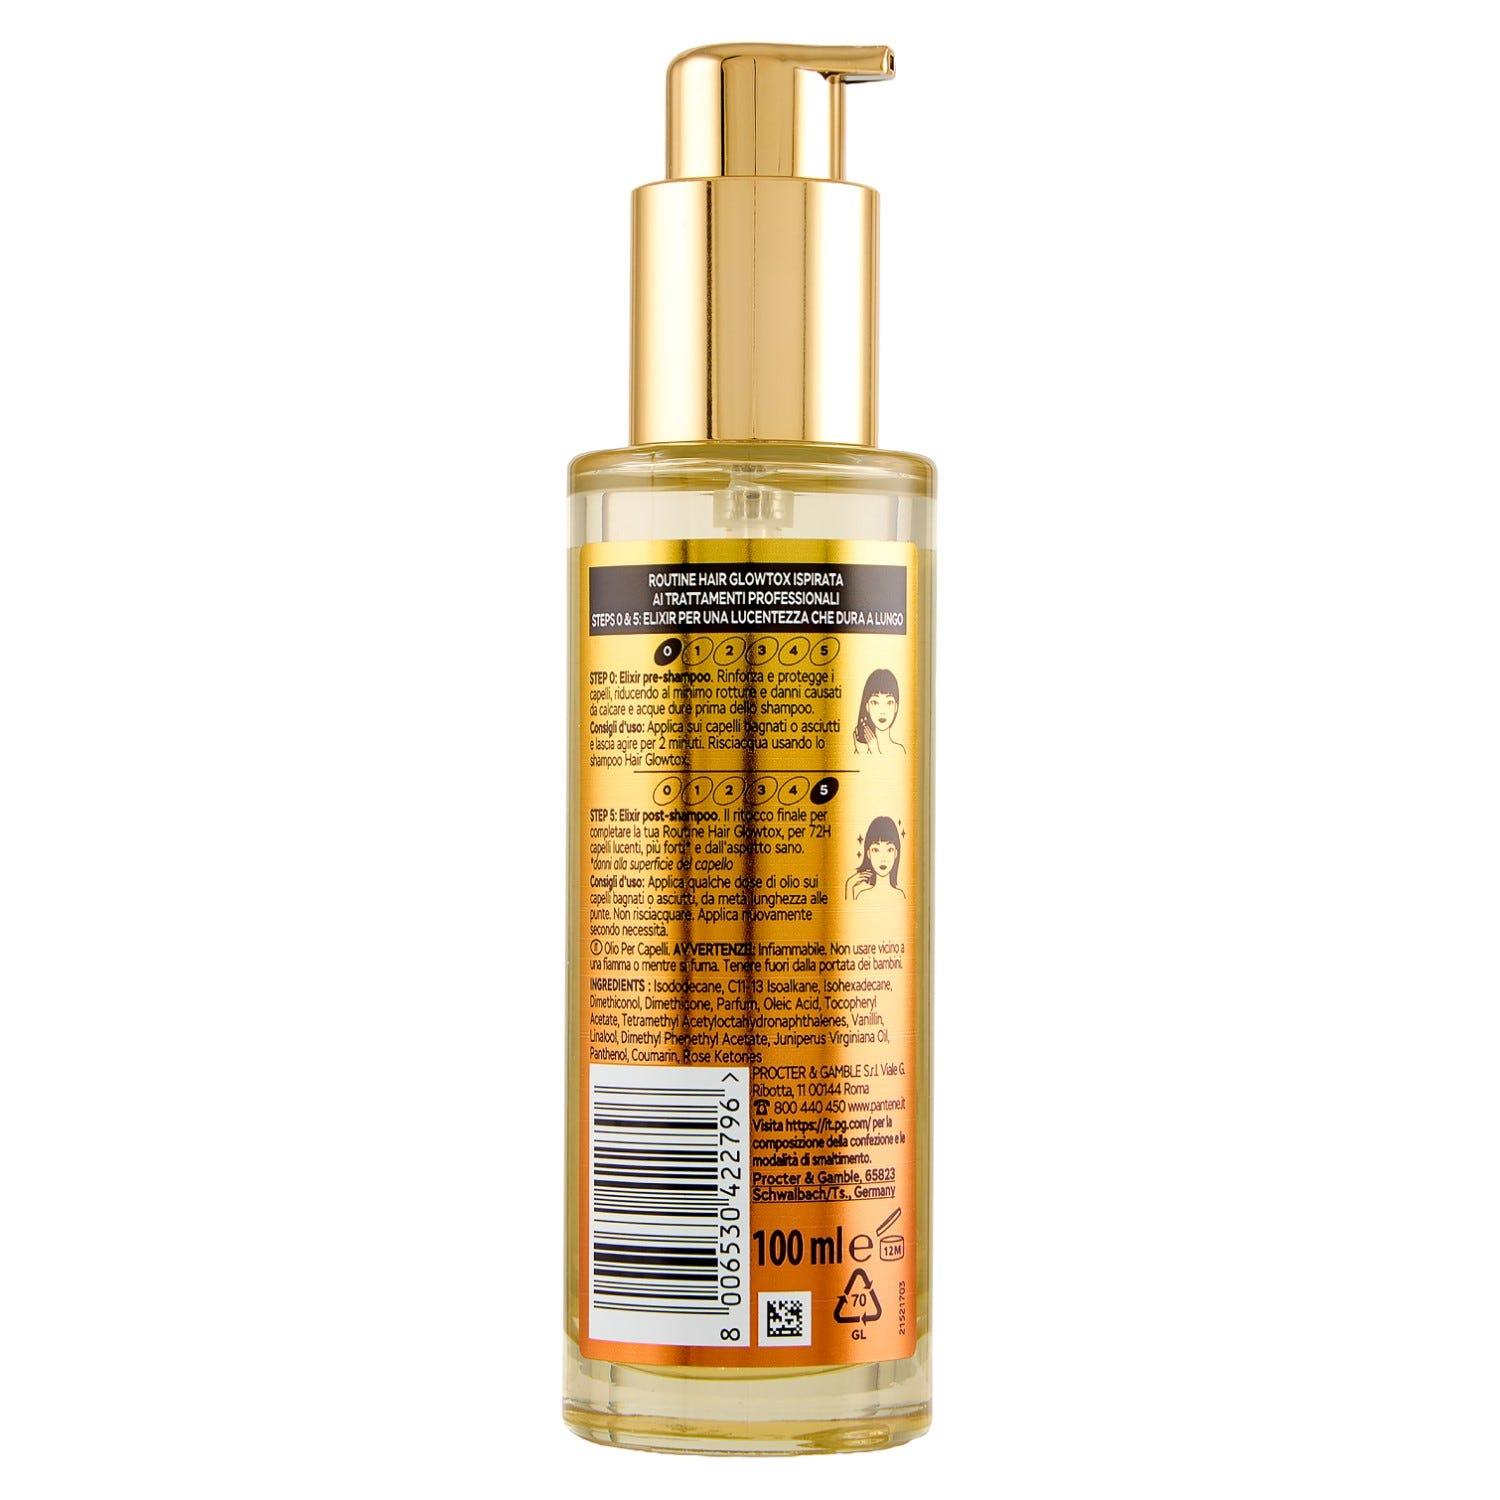 ROUTINE HAIR GLOWTOX ISPIRATA
AI TRATTAMENTI PROFESSIONALI
STEPS 0 & 5: ELIXIR PER UNA LUCENTEZZA CHE DURA A LUNGO
0 1 2 3 4 5
STEP 0: Elixir pre-shampoo. Rinforza e protegge i
capelli, riducendo al minimo rotture e danni causati
da calcare e acque dure prima dello shampoo.
Consigli d'uso: Applica sui capelli bagnati o asciutti
e lascia agire per 2 minuti. Risciacqua usando lo
shampoo Hair Glowtox.
0 1 2 3 4 5
STEP 5: Elixir post-shampoo. Il ritocco finale per
completare la tua Routine Hair Glowtox, per 72H
capelli lucenti, più forti* e dall'aspetto sano.
*danni alla superficie del capello
Consigli d'uso: Applica qualche dose di olio sui
capelli bagnati o asciutti, da metà lunghezza alle
punte. Non risciacquare. Applica nuovamente
secondo necessità.
it Olio Per Capelli. AVVERTENZE: Infiammabile. Non usare vicino a
una fiamma o mentre si fuma. Tenere fuori dalla portata dei bambini.
INGREDIENTS : Isododecane, C11-13 Isoalkane, Isohexadecane,
Dimethiconol, Dimethicone, Parfum, Oleic Acid, Tocopheryl
Acetate, Tetramethyl Acetyloctahydronaphthalenes, Vanillin,
Linalool, Dimethyl Phenethyl Acetate, Juniperus Virginiana Oil,
Panthenol, Coumarin, Rose Ketones
PROCTER & GAMBLE S.r.l. Viale G.
Ribotta, 11 00144 Roma
☎ 800 440 450 www.pantene.it
Visita https://it.pg.com/ per la
composizione della confezione e le
modalità di smaltimento.
Procter & Gamble, 65823
Schwalbach/Ts., Germany
100 ml e
12M
70
GL
21521703
8 006530 422796 >